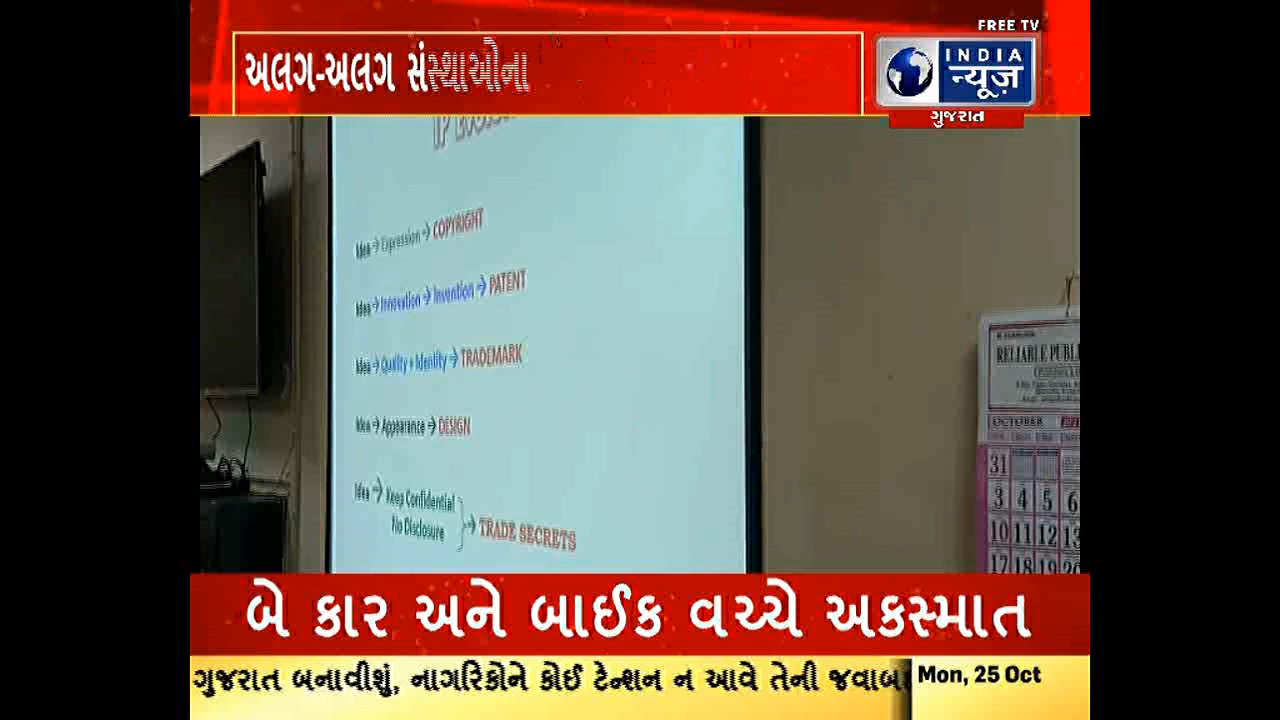 FREE TV
અલગ-અલગ સંસ્થાઓના
INDIA
न्यूज़
ગુજરાત
IP
Idea → Expression → COPYRIGHT
Idea → Innovation → Invention → PATENT
Idea → Quality + Identity → TRADEMARK
Idea → Appearance → DESIGN
Idea → Keep Confidential
No Disclosure
→ TRADE SECRETS
RELIABLE PUBLI
OCTOBER
31
3 4 5 6
10 11 12 13
17 18 19 20
બે કાર અને બાઈક વચ્ચે અકસ્માત
ગુજરાત બનાવીશું, નાગરિકોને કોઈ ટેન્શન ન આવે તેની જવાબ
Mon, 25 Oct